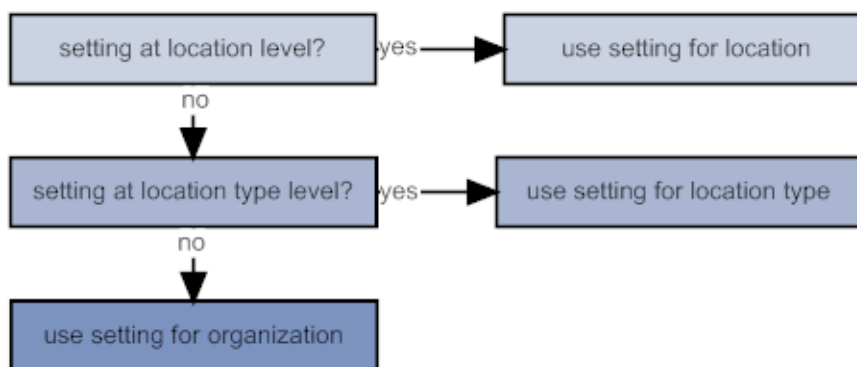 setting at location level?
yes
use setting for location
no
setting at location type level?
yes
use setting for location type
no
use setting for organization